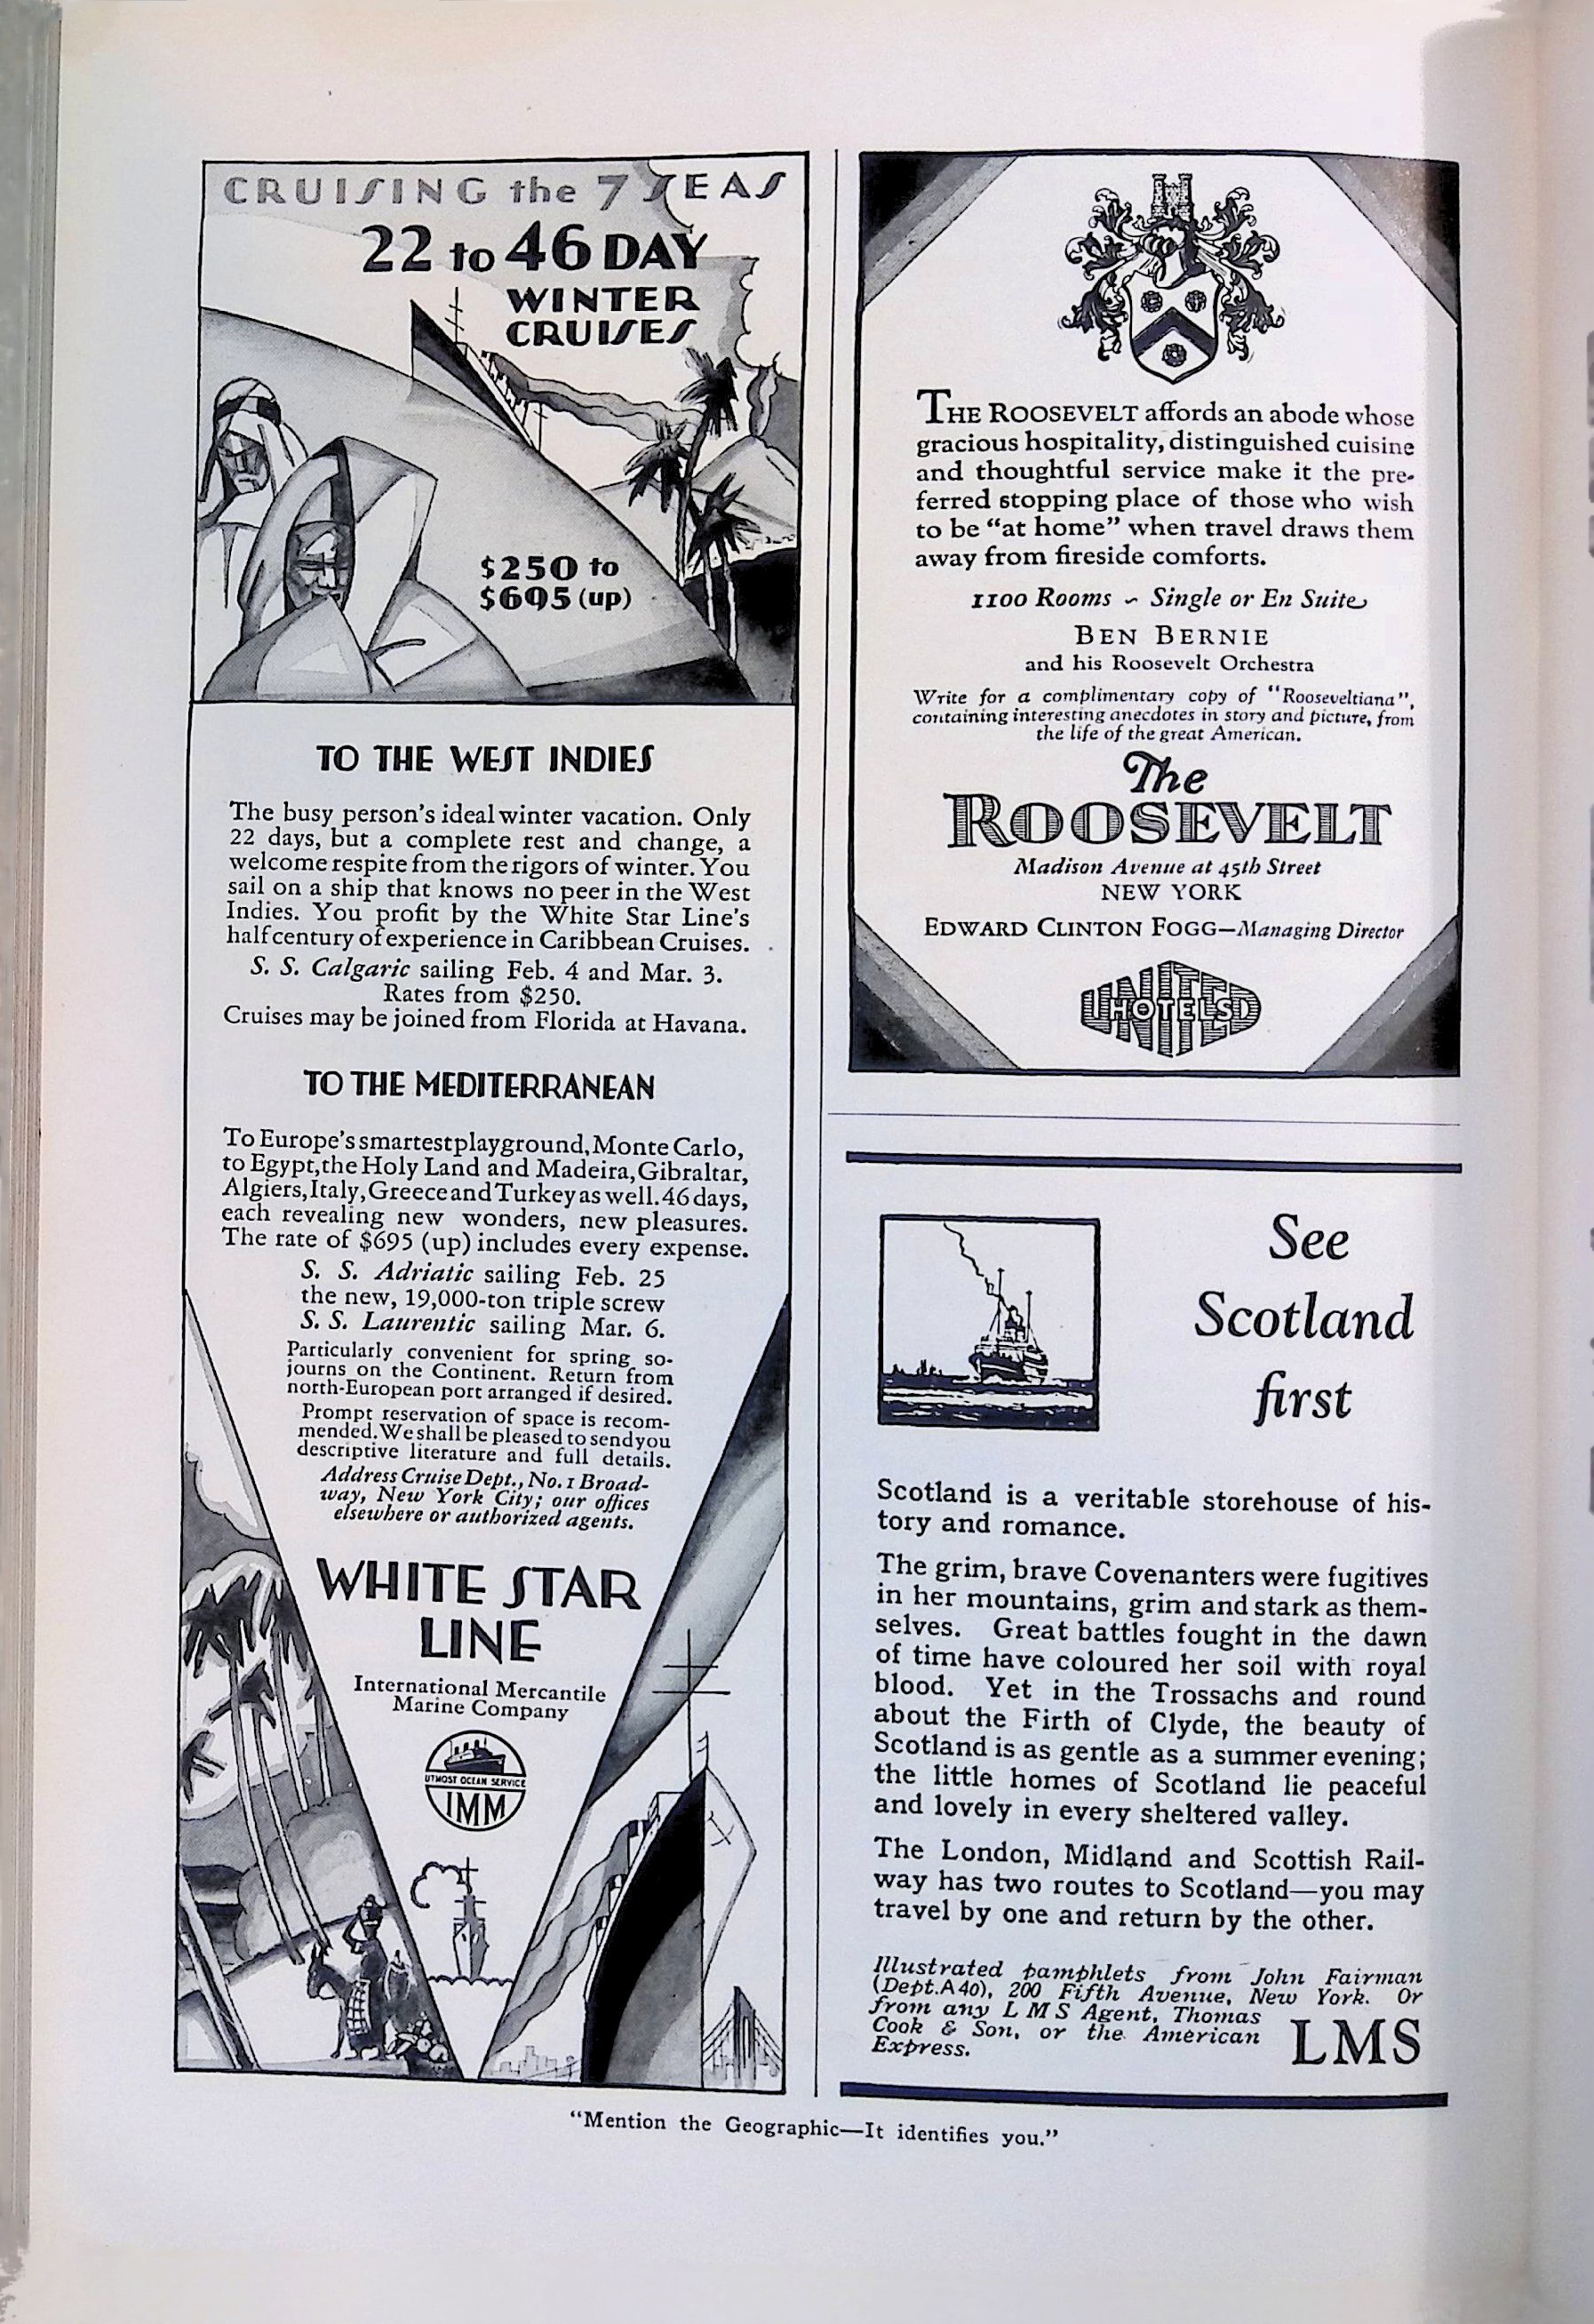 CRUISING the 7 SEAS
22 to 46 DAY
WINTER
CRUISES
$250 to
$695 (up)
TO THE WEST INDIES
The busy person's ideal winter vacation. Only
22 days, but a complete rest and change, a
welcome respite from the rigors of winter. You
sail on a ship that knows no peer in the West
Indies. You profit by the White Star Line's
half century of experience in Caribbean Cruises.
S. S. Calgaric sailing Feb. 4 and Mar. 3.
Rates from $250.
Cruises may be joined from Florida at Havana.
TO THE MEDITERRANEAN
To Europe's smartest playground, Monte Carlo,
to Egypt, the Holy Land and Madeira, Gibraltar,
Algiers, Italy, Greece and Turkey as well. 46 days,
each revealing new wonders, new pleasures.
The rate of $695 (up) includes every expense.
S. S. Adriatic sailing Feb. 25
the new, 19,000-ton triple screw
S. S. Laurentic sailing Mar. 6.
Particularly convenient for spring so-
journs on the Continent. Return from
north-European port arranged if desired.
Prompt reservation of space is recom-
mended. We shall be pleased to send you
descriptive literature and full details.
Address Cruise Dept., No. 1 Broad-
way, New York City; our offices
elsewhere or authorized agents.
WHITE STAR
LINE
International Mercantile
Marine Company
UTMOST OCEAN SERVICE
IMM
THE ROOSEVELT affords an abode whose
gracious hospitality, distinguished cuisine
and thoughtful service make it the pre-
ferred stopping place of those who wish
to be "at home" when travel draws them
away from fireside comforts.
1100 Rooms ~ Single or En Suite
BEN BERNIE
and his Roosevelt Orchestra
Write for a complimentary copy of "Rooseveltiana",
containing interesting anecdotes in story and picture, from
the life of the great American.
The
ROOSEVELT
Madison Avenue at 45th Street
NEW YORK
EDWARD CLINTON FOGG—Managing Director
UNITED
HOTELS
See
Scotland
first
Scotland is a veritable storehouse of his-
tory and romance.
The grim, brave Covenanters were fugitives
in her mountains, grim and stark as them-
selves. Great battles fought in the dawn
of time have coloured her soil with royal
blood. Yet in the Trossachs and round
about the Firth of Clyde, the beauty of
Scotland is as gentle as a summer evening;
the little homes of Scotland lie peaceful
and lovely in every sheltered valley.
The London, Midland and Scottish Rail-
way has two routes to Scotland—you may
travel by one and return by the other.
Illustrated pamphlets from John Fairman
(Dept. A 40), 200 Fifth Avenue, New York. Or
from any L M S Agent, Thomas
Cook & Son, or the American
Express.
LMS
"Mention the Geographic—It identifies you."